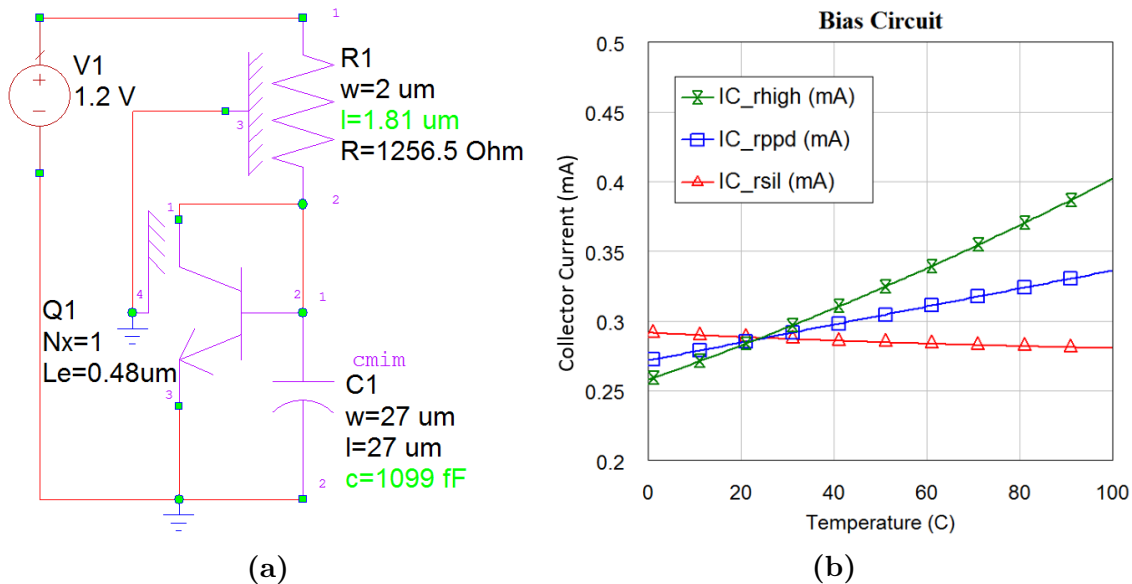 1
V1
1.2 V
R1
w=2 um
l=1.81 um
R=1256.5 Ohm
3
2
1
4
2
1
Q1
Nx=1
Le=0.48um
3
cmim
C1
w=27 um
l=27 um
c=1099 fF
2
(a)
Bias Circuit
0.5
0.45
0.4
0.35
0.3
0.25
0.2
Collector Current (mA)
IC_rhigh (mA)
IC_rppd (mA)
IC_rsil (mA)
0 20 40 60 80 100
Temperature (C)
(b)